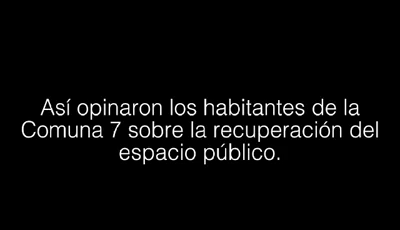 Así opinaron los habitantes de la
Comuna 7 sobre la recuperación del
espacio público.